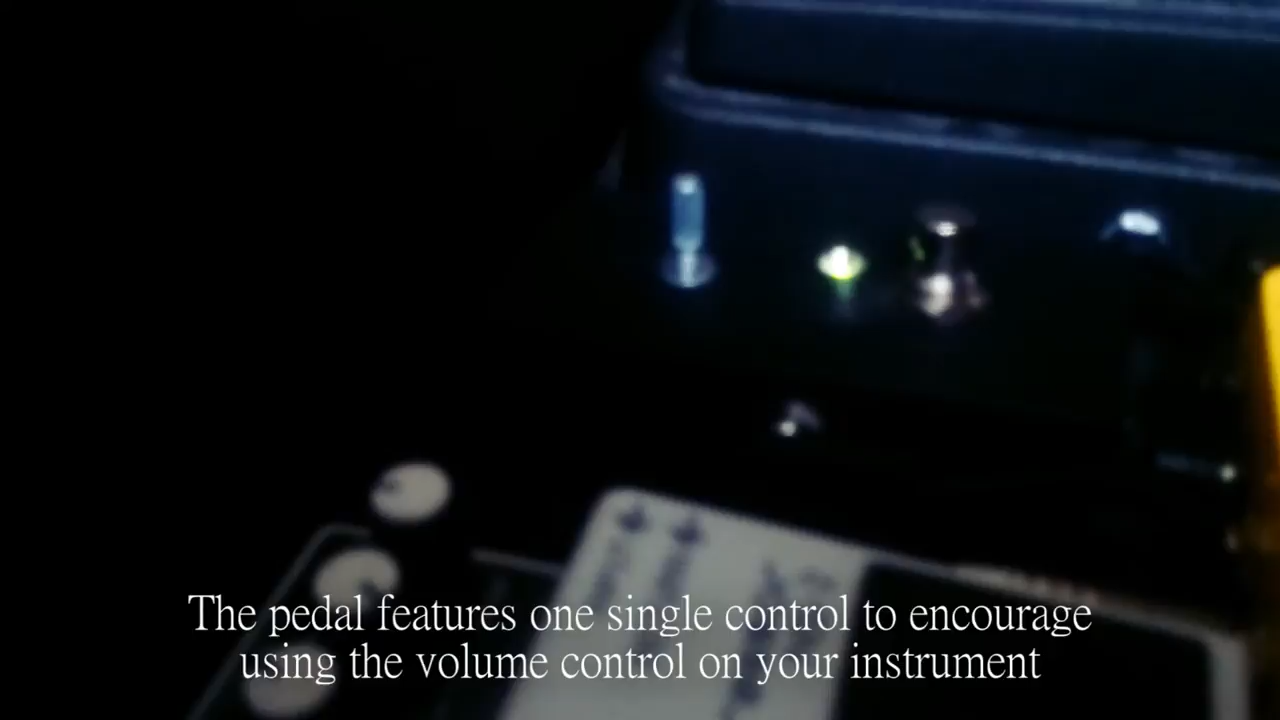 The pedal features one single control to encourage
using the volume control on your instrument